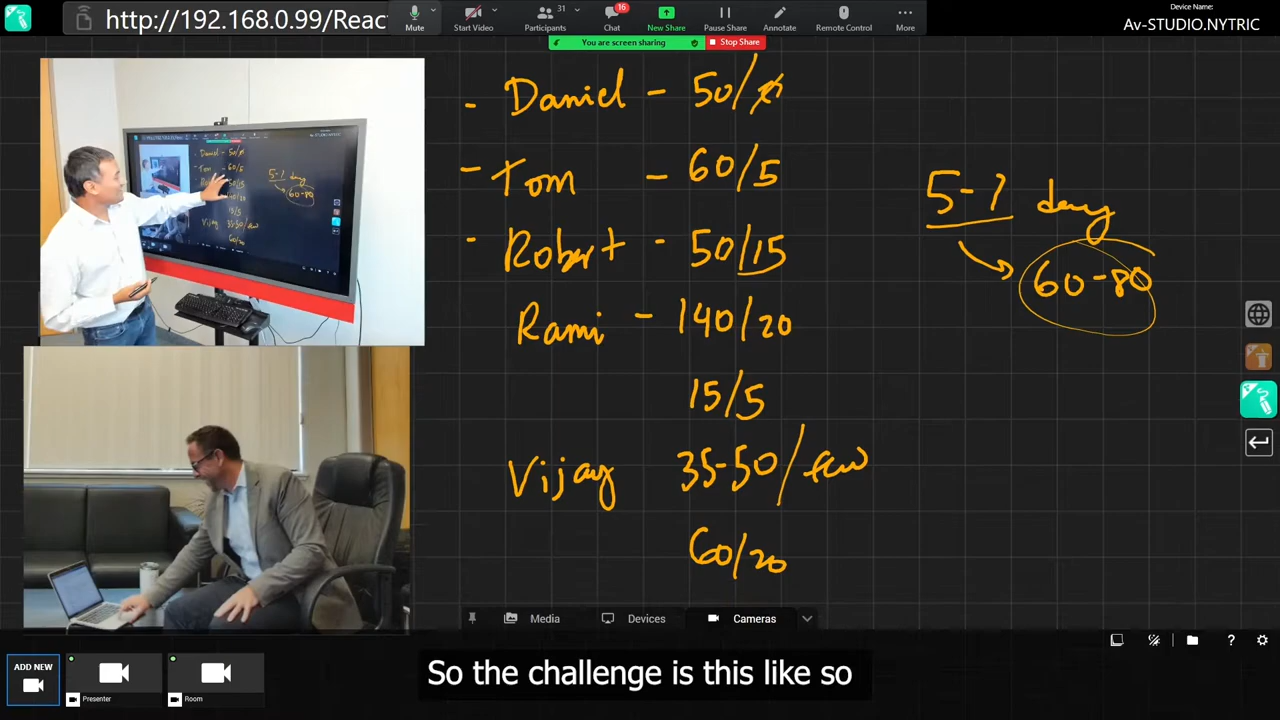 http://192.168.0.99/Reac
Mute
Start Video
31
Participants
16
Chat
New Share
Pause Share
Annotate
Remote Control
More
Device Name:
Av-STUDIO.NYTRIC
You are screen sharing
Stop Share
- Daniel - 50/
- Tom - 60/5
- Robert - 50/15
Rami - 140/20
15/5
Vijay 35-50/few
60/20
5-7 day
60-80
Media
Devices
Cameras
ADD NEW
Presenter
Room
So the challenge is this like so